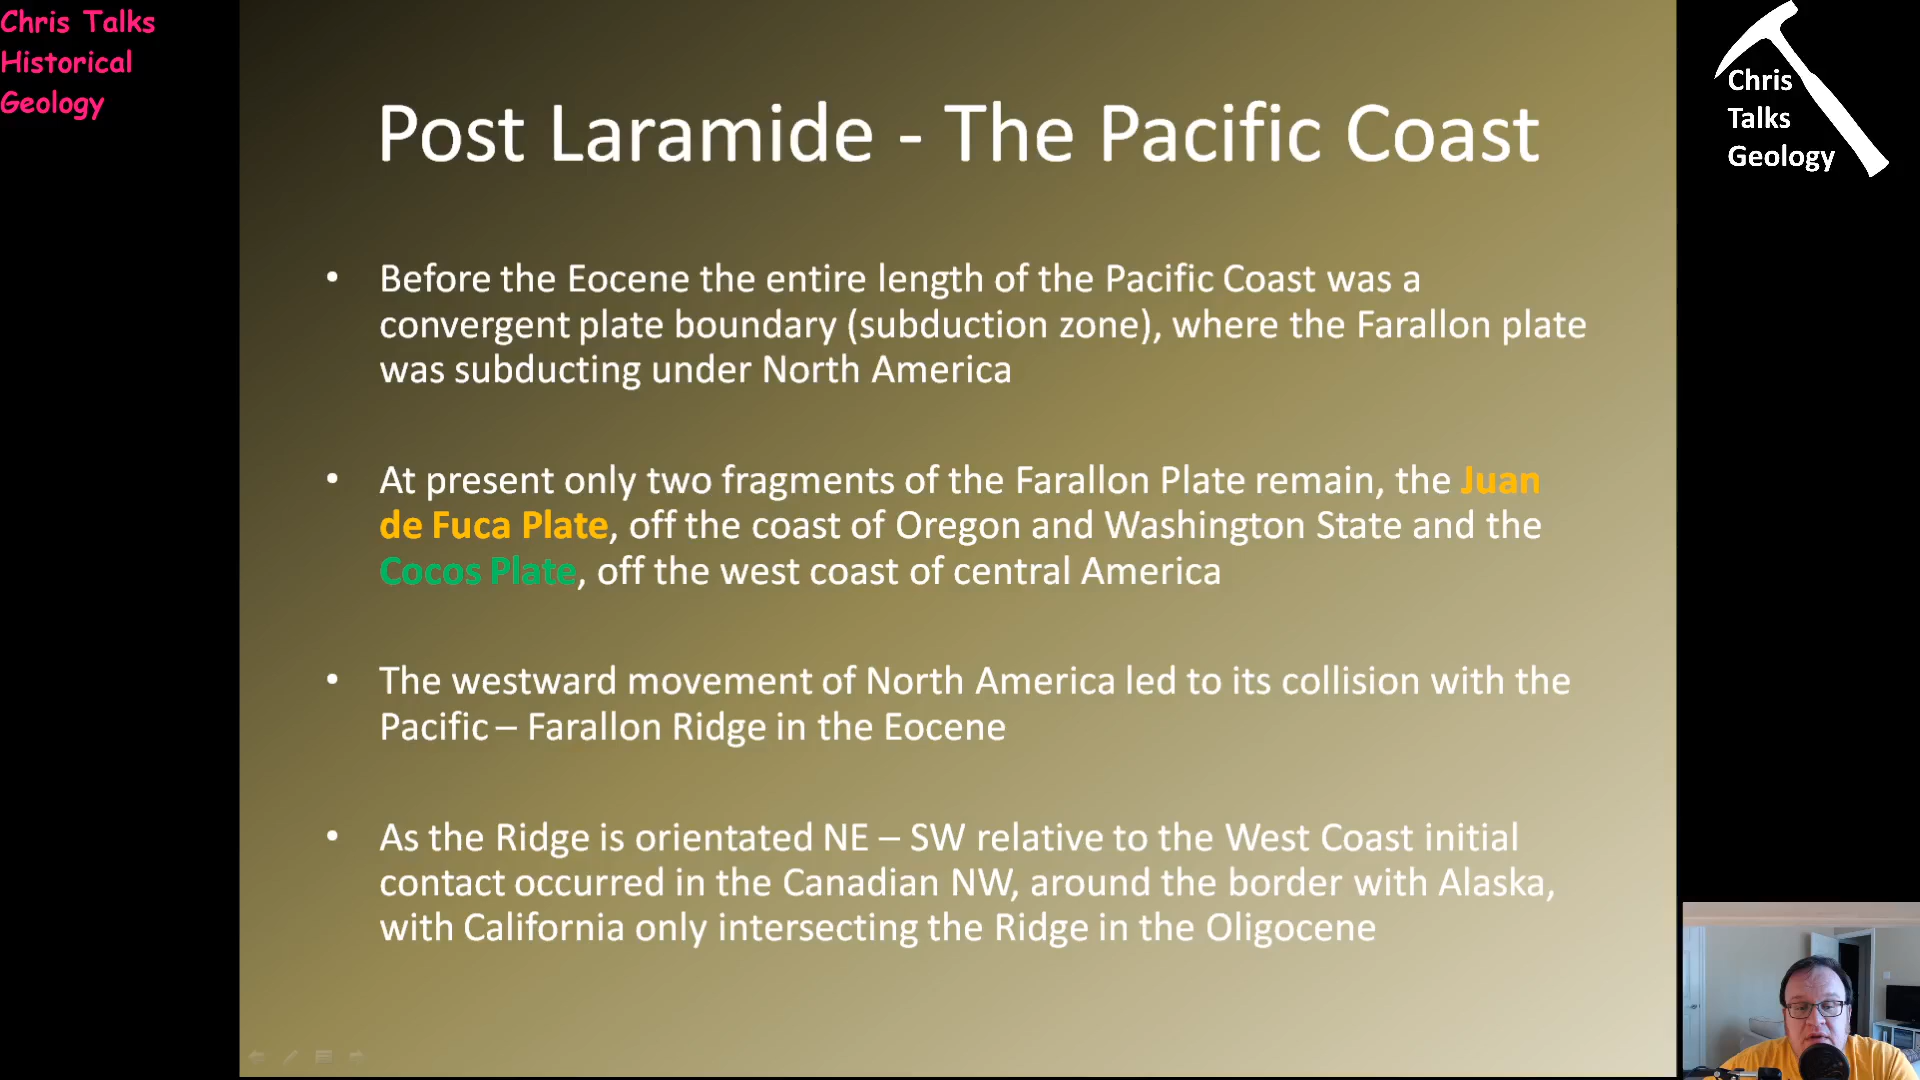 Chris Talks
Historical
Geology
Chris
Talks
Geology
Post Laramide - The Pacific Coast
• Before the Eocene the entire length of the Pacific Coast was a
convergent plate boundary (subduction zone), where the Farallon plate
was subducting under North America
• At present only two fragments of the Farallon Plate remain, the Juan
de Fuca Plate, off the coast of Oregon and Washington State and the
Cocos Plate, off the west coast of central America
• The westward movement of North America led to its collision with the
Pacific – Farallon Ridge in the Eocene
• As the Ridge is orientated NE – SW relative to the West Coast initial
contact occurred in the Canadian NW, around the border with Alaska,
with California only intersecting the Ridge in the Oligocene